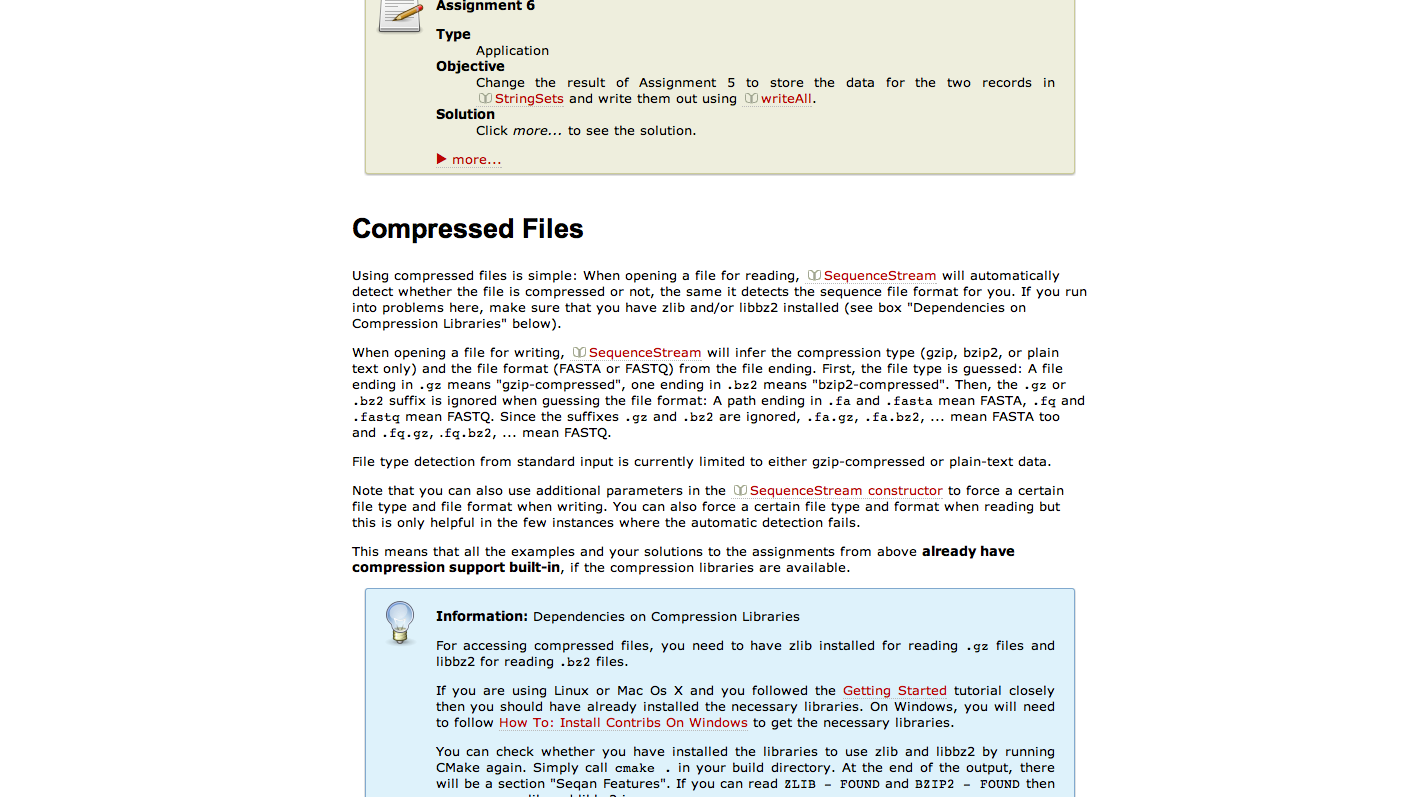 Assignment 6
Type
Application
Objective
Change the result of Assignment 5 to store the data for the two records in
StringSets and write them out using writeAll.
Solution
Click more... to see the solution.
more...
Compressed Files
Using compressed files is simple: When opening a file for reading, SequenceStream will automatically
detect whether the file is compressed or not, the same it detects the sequence file format for you. If you run
into problems here, make sure that you have zlib and/or libbz2 installed (see box "Dependencies on
Compression Libraries" below).
When opening a file for writing, SequenceStream will infer the compression type (gzip, bzip2, or plain
text only) and the file format (FASTA or FASTQ) from the file ending. First, the file type is guessed: A file
ending in .gz means "gzip-compressed", one ending in .bz2 means "bzip2-compressed". Then, the .gz or
.bz2 suffix is ignored when guessing the file format: A path ending in .fa and .fasta mean FASTA, .fq and
.fastq mean FASTQ. Since the suffixes .gz and .bz2 are ignored, .fa.gz, .fa.bz2, ... mean FASTA too
and .fq.gz, .fq.bz2, ... mean FASTQ.
File type detection from standard input is currently limited to either gzip-compressed or plain-text data.
Note that you can also use additional parameters in the SequenceStream constructor to force a certain
file type and file format when writing. You can also force a certain file type and format when reading but
this is only helpful in the few instances where the automatic detection fails.
This means that all the examples and your solutions to the assignments from above already have
compression support built-in, if the compression libraries are available.
Information: Dependencies on Compression Libraries
For accessing compressed files, you need to have zlib installed for reading .gz files and
libbz2 for reading .bz2 files.
If you are using Linux or Mac Os X and you followed the Getting Started tutorial closely
then you should have already installed the necessary libraries. On Windows, you will need
to follow How To: Install Contribs On Windows to get the necessary libraries.
You can check whether you have installed the libraries to use zlib and libbz2 by running
CMake again. Simply call cmake . in your build directory. At the end of the output, there
will be a section "Seqan Features". If you can read ZLIB - FOUND and BZIP2 - FOUND then